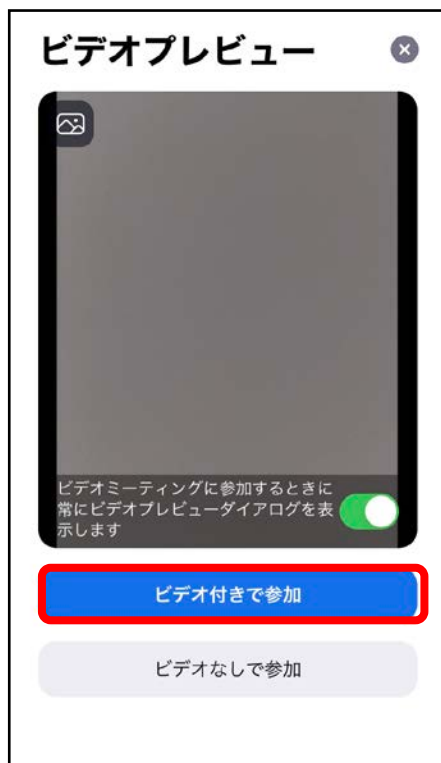 ビデオプレビュー
ビデオミーティングに参加するときに
常にビデオプレビューダイアログを表
示します
ビデオ付きで参加
ビデオなしで参加